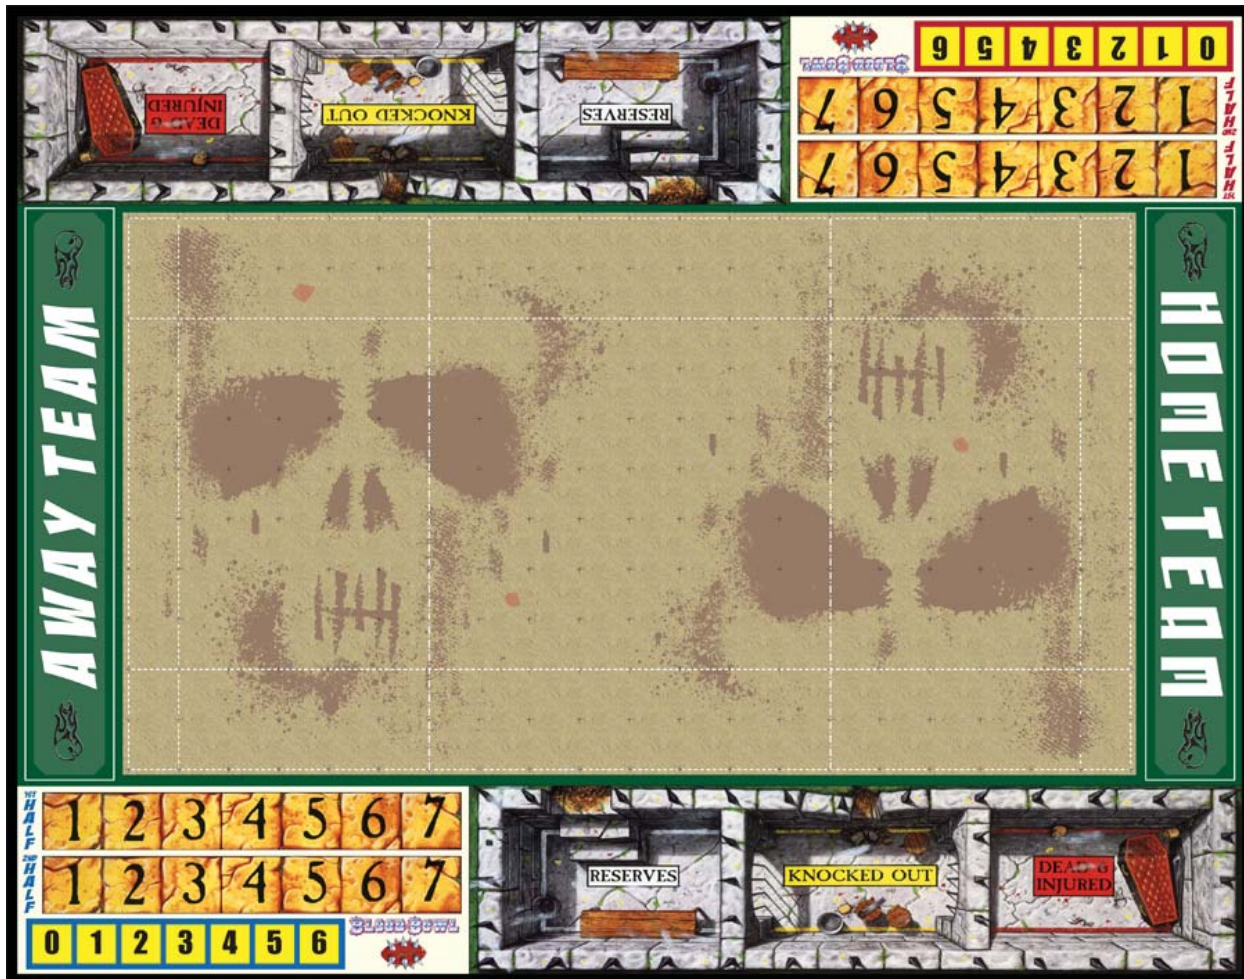 DEAD & INJURED
KNOCKED OUT
RESERVES
BLOOD BOWL
6 5 4 3 2 1 0
7 6 5 4 3 2 1
2ND HALF
7 6 5 4 3 2 1
1ST HALF
AWAY TEAM
HOME TEAM
1ST HALF
1 2 3 4 5 6 7
2ND HALF
1 2 3 4 5 6 7
0 1 2 3 4 5 6
BLOOD BOWL
RESERVES
KNOCKED OUT
DEAD &
INJURED